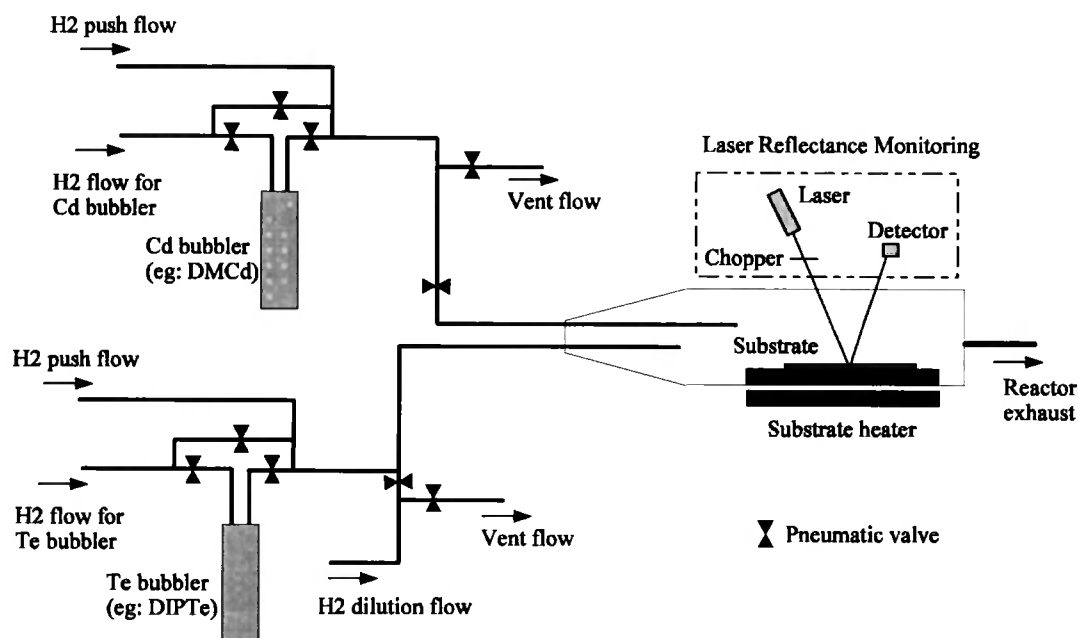 H2 push flow
H2 flow for
Cd bubbler
Cd bubbler
(eg: DMCd)
Vent flow
Laser Reflectance Monitoring
Laser
Detector
Chopper
Substrate
Reactor
exhaust
Substrate heater
H2 push flow
H2 flow for
Te bubbler
Te bubbler
(eg: DIPTe)
Vent flow
H2 dilution flow
Pneumatic valve